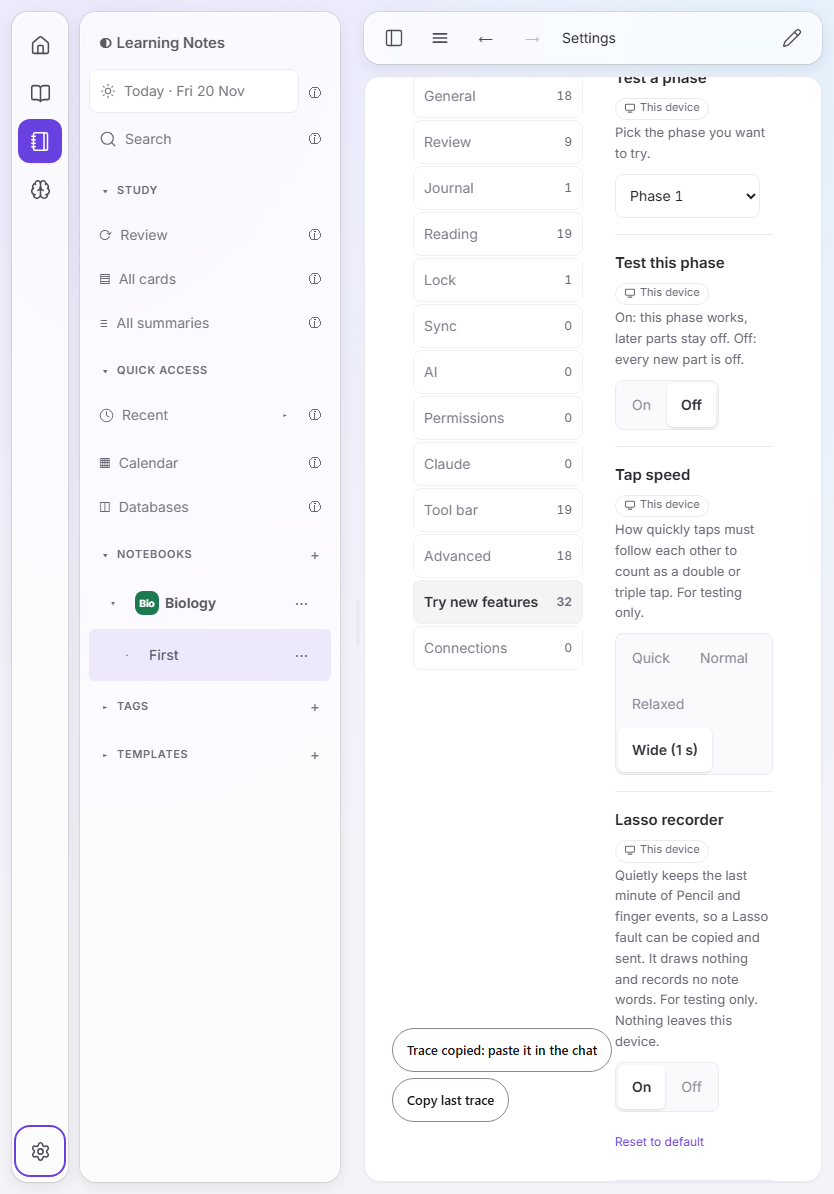 Learning Notes
Today · Fri 20 Nov
Search
STUDY
Review
All cards
All summaries
QUICK ACCESS
Recent
Calendar
Databases
NOTEBOOKS
+
Bio Biology
...
First
...
TAGS
+
TEMPLATES
+
Settings
General 18
Review 9
Journal 1
Reading 19
Lock 1
Sync 0
AI 0
Permissions 0
Claude 0
Tool bar 19
Advanced 18
Try new features 32
Connections 0
Test a phase
This device
Pick the phase you want
to try.
Phase 1
Test this phase
This device
On: this phase works,
later parts stay off. Off:
every new part is off.
On Off
Tap speed
This device
How quickly taps must
follow each other to
count as a double or
triple tap. For testing
only.
Quick Normal
Relaxed
Wide (1 s)
Lasso recorder
This device
Quietly keeps the last
minute of Pencil and
finger events, so a Lasso
fault can be copied and
sent. It draws nothing
and records no note
words. For testing only.
Nothing leaves this
device.
On Off
Reset to default
Trace copied: paste it in the chat
Copy last trace